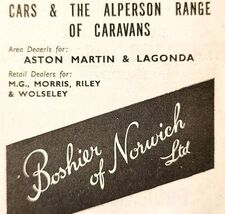 CARS & THE ALPERSON RANGE
OF CARAVANS
Area Dealers for:
ASTON MARTIN & LAGONDA
Retail Dealers for:
M.G., MORRIS, RILEY
& WOLSELEY
Boshier
of Norwich
Ltd